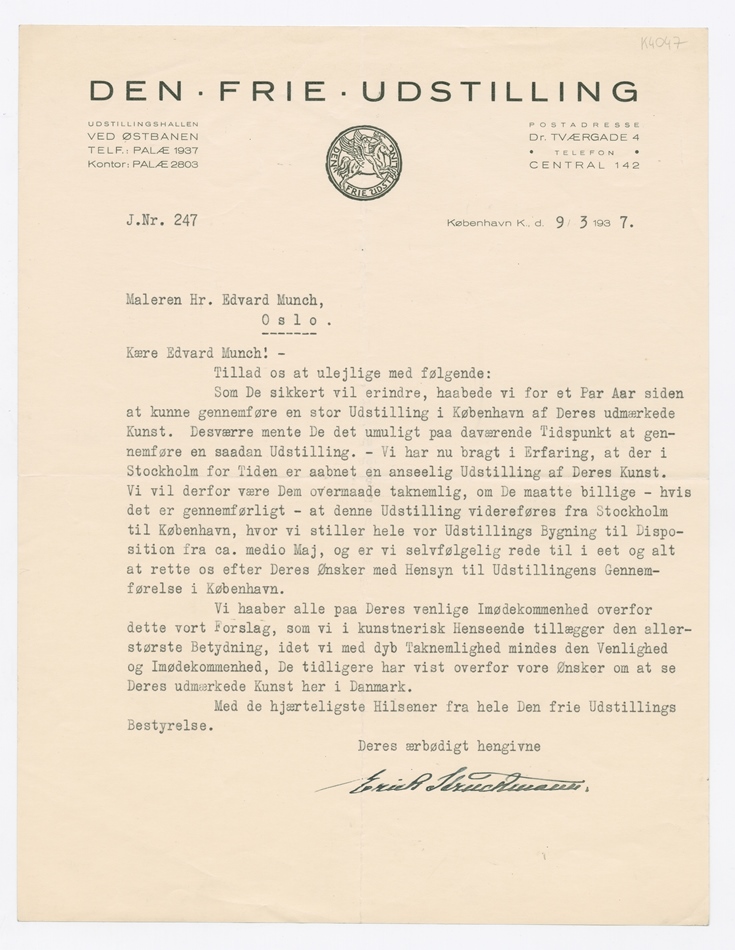 K4047
DEN · FRIE · UDSTILLING
UDSTILLINGSHALLEN
VED ØSTBANEN
TELF.: PALÆ 1937
Kontor: PALÆ 2803
DEN FRIE UDSTILLING
POSTADRESSE
Dr. TVÆRGADE 4
• TELEFON •
CENTRAL 142
J.Nr. 247
København K., d. 9/ 3 1937.
Maleren Hr. Edvard Munch,
Oslo.
Kære Edvard Munch! -
Tillad os at ulejlige med følgende:
Som De sikkert vil erindre, haabede vi for et Par Aar siden
at kunne gennemføre en stor Udstilling i København af Deres udmærkede
Kunst. Desværre mente De det umuligt paa daværende Tidspunkt at gen-
nemføre en saadan Udstilling. - Vi har nu bragt i Erfaring, at der i
Stockholm for Tiden er aabnet en anseelig Udstilling af Deres Kunst.
Vi vil derfor være Dem overmaade taknemlig, om De maatte billige - hvis
det er gennemførligt - at denne Udstilling videreføres fra Stockholm
til København, hvor vi stiller hele vor Udstillings Bygning til Dispo-
sition fra ca. medio Maj, og er vi selvfølgelig rede til i eet og alt
at rette os efter Deres Ønsker med Hensyn til Udstillingens Gennem-
førelse i København.
Vi haaber alle paa Deres venlige Imødekommenhed overfor
dette vort Forslag, som vi i kunstnerisk Henseende tillægger den aller-
største Betydning, idet vi med dyb Taknemlighed mindes den Venlighed
og Imødekommenhed, De tidligere har vist overfor vore Ønsker om at se
Deres udmærkede Kunst her i Danmark.
Med de hjærteligste Hilsener fra hele Den frie Udstillings
Bestyrelse.
Deres ærbødigt hengivne
Erick Struckmann.